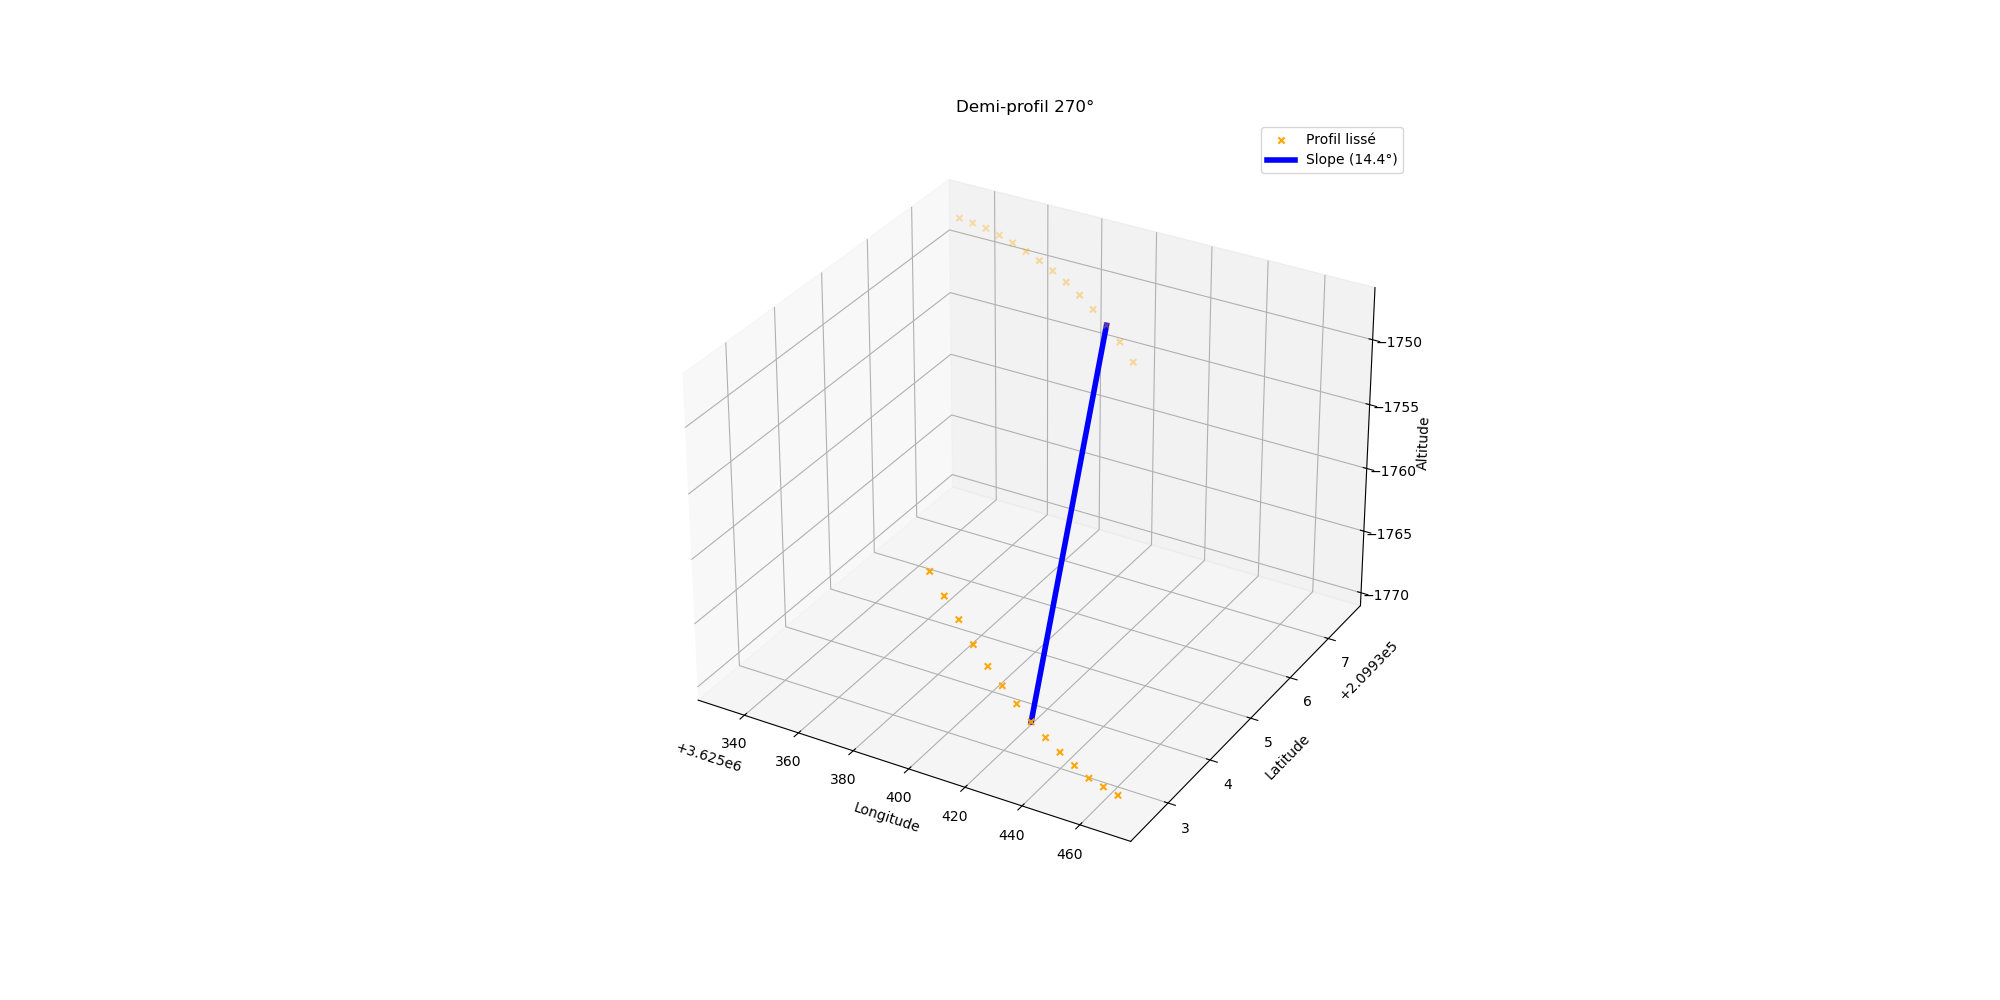 Demi-profil 270°
Profil lissé
Slope (14.4°)
−1750
−1755
−1760
−1765
−1770
Altitude
7
6
5
4
3
+2.0993e5
Latitude
340
360
380
400
420
440
460
+3.625e6
Longitude